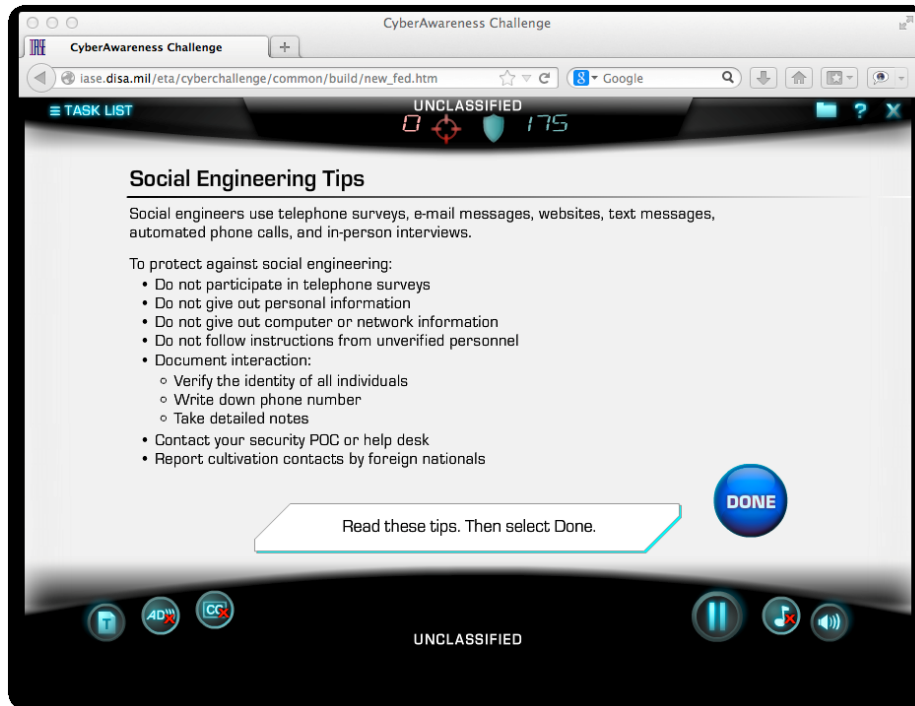 CyberAwareness Challenge
CyberAwareness Challenge
iase.disa.mil/eta/cyberchallenge/common/build/new_fed.htm
Google
TASK LIST
UNCLASSIFIED
0 175
? X
Social Engineering Tips
Social engineers use telephone surveys, e-mail messages, websites, text messages,
automated phone calls, and in-person interviews.
To protect against social engineering:
• Do not participate in telephone surveys
• Do not give out personal information
• Do not give out computer or network information
• Do not follow instructions from unverified personnel
• Document interaction:
○ Verify the identity of all individuals
○ Write down phone number
○ Take detailed notes
• Contact your security POC or help desk
• Report cultivation contacts by foreign nationals
DONE
Read these tips. Then select Done.
T
AD
CC
UNCLASSIFIED